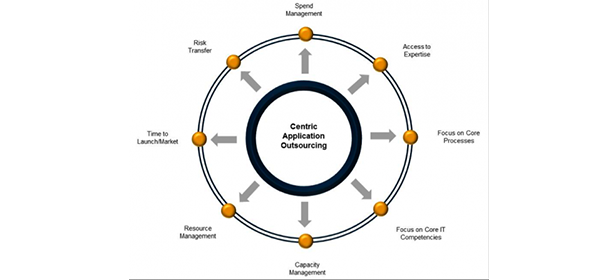 Spend
Management
Access to
Expertise
Focus on Core
Processes
Focus on Core IT
Competencies
Capacity
Management
Resource
Management
Time to
Launch/Market
Risk
Transfer
Centric
Application
Outsourcing